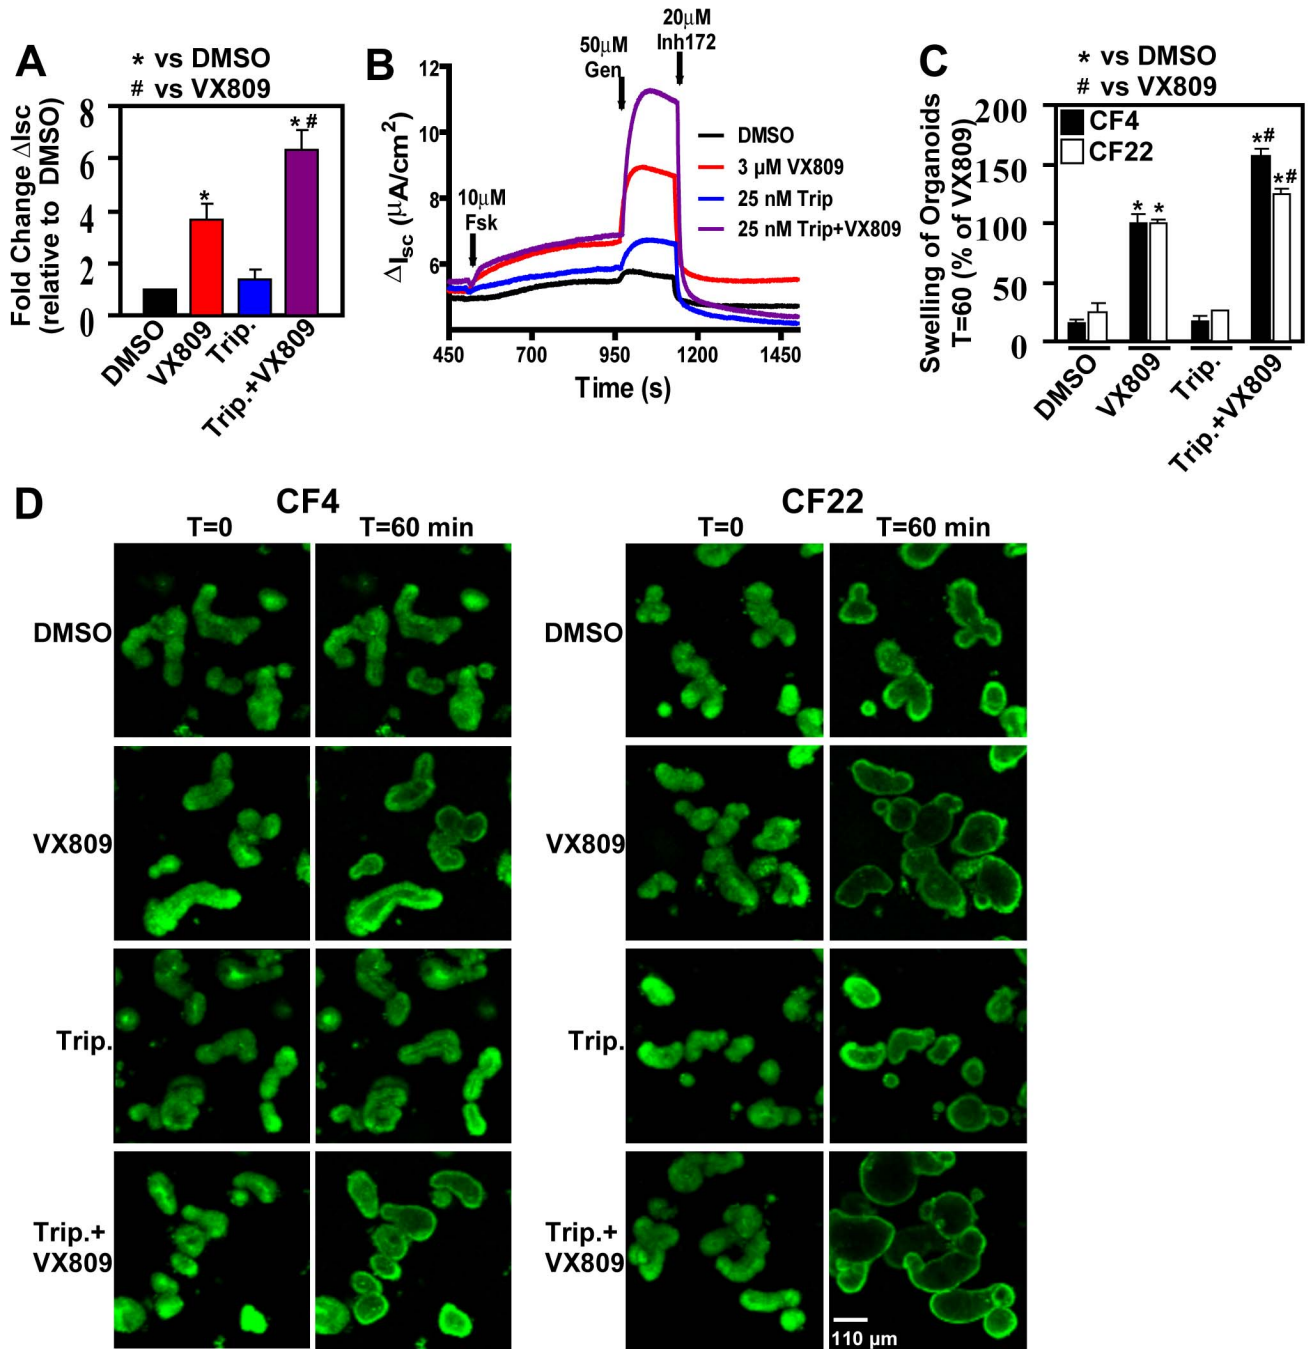 A
* vs DMSO
# vs VX809
Fold Change ΔIsc
(relative to DMSO)
8
6
4
2
0
*
* #
DMSO
VX809
Trip.
Trip.+VX809
B
ΔIsc (µA/cm²)
12
10
8
6
10µM
Fsk
50µM
Gen
20µM
Inh172
DMSO
3 µM VX809
25 nM Trip
25 nM Trip+VX809
450
700
950
1200
1450
Time (s)
C
* vs DMSO
# vs VX809
Swelling of Organoids
T=60 (% of VX809)
200
150
100
50
0
CF4
CF22
*
*
*#
*#
DMSO
VX809
Trip.
Trip.+VX809
D
CF4
T=0
T=60 min
CF22
T=0
T=60 min
DMSO
DMSO
VX809
VX809
Trip.
Trip.
Trip.+
VX809
Trip.+
VX809
110 µm